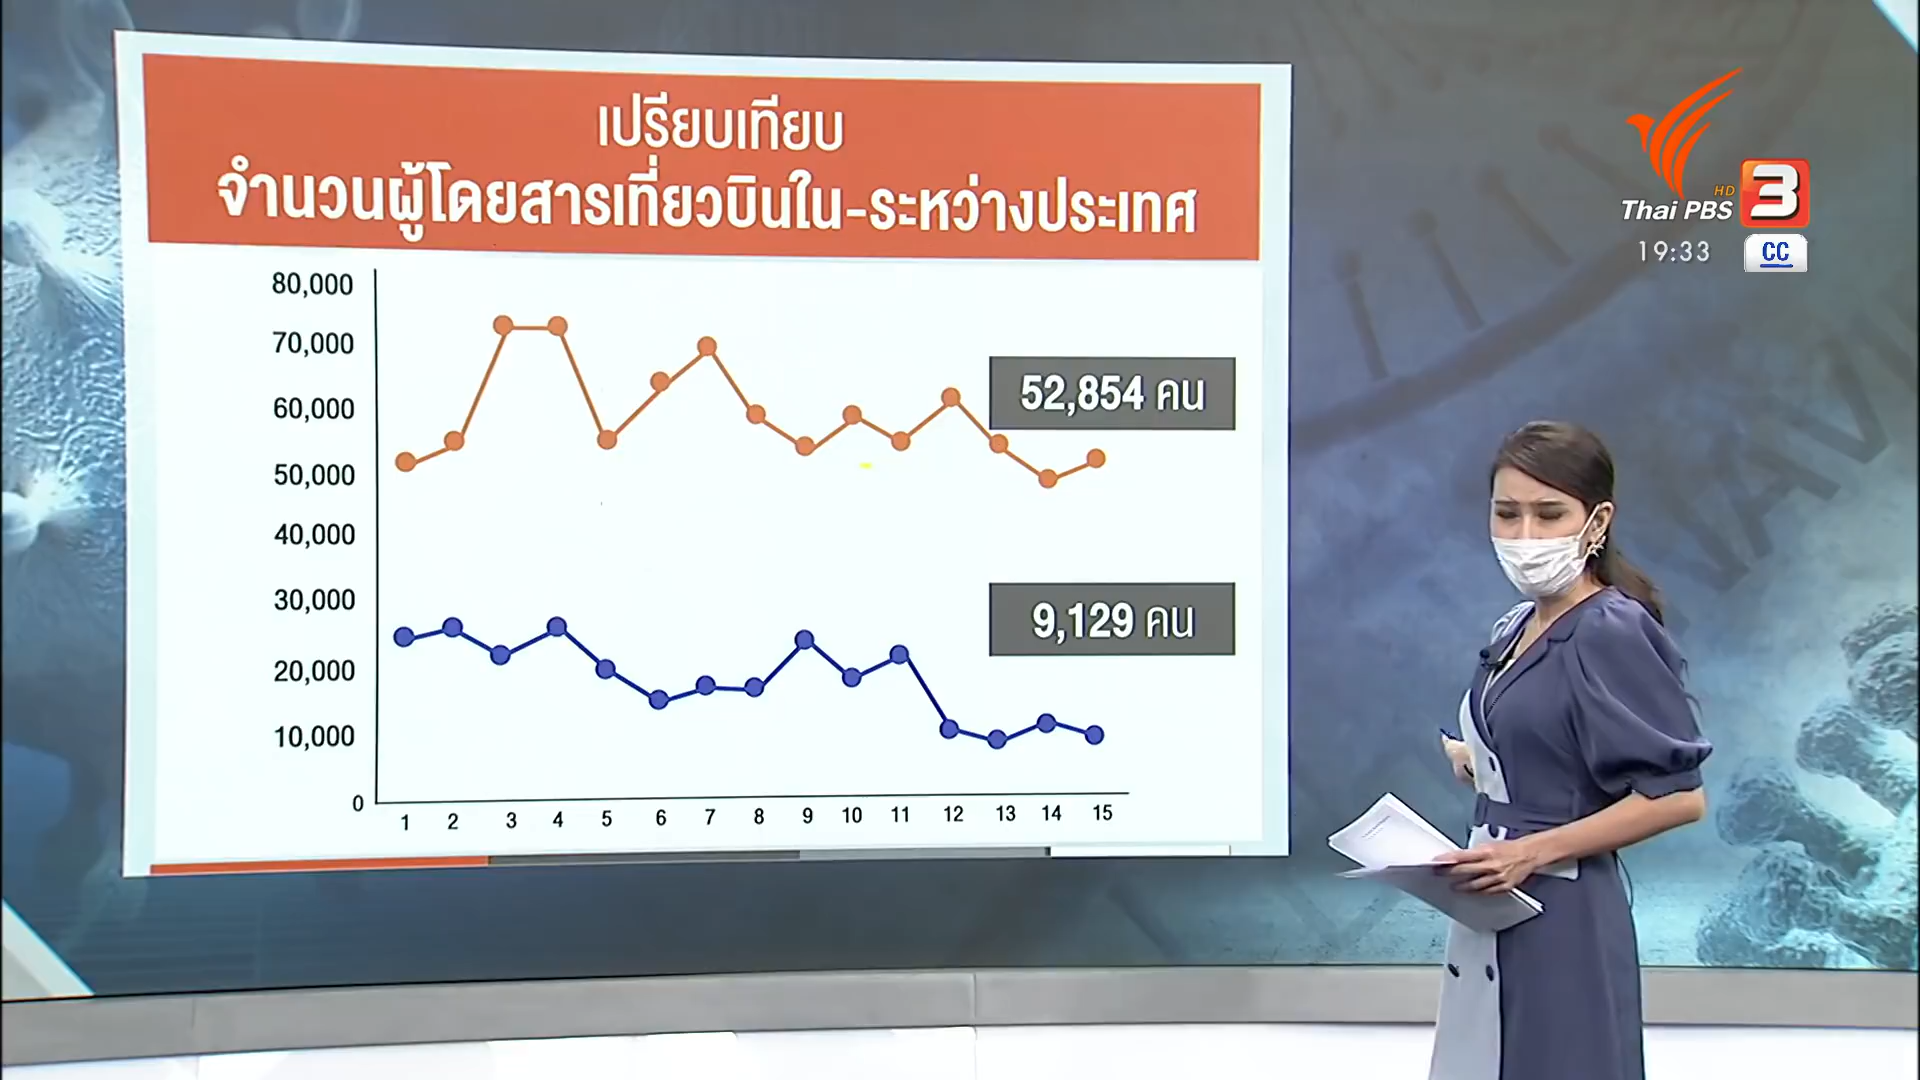 เปรียบเทียบ
จำนวนผู้โดยสารเที่ยวบินใน-ระหว่างประเทศ
80,000
70,000
60,000
50,000
40,000
30,000
20,000
10,000
0
1 2 3 4 5 6 7 8 9 10 11 12 13 14 15
52,854 คน
9,129 คน
HD
Thai PBS 3
19:33 CC